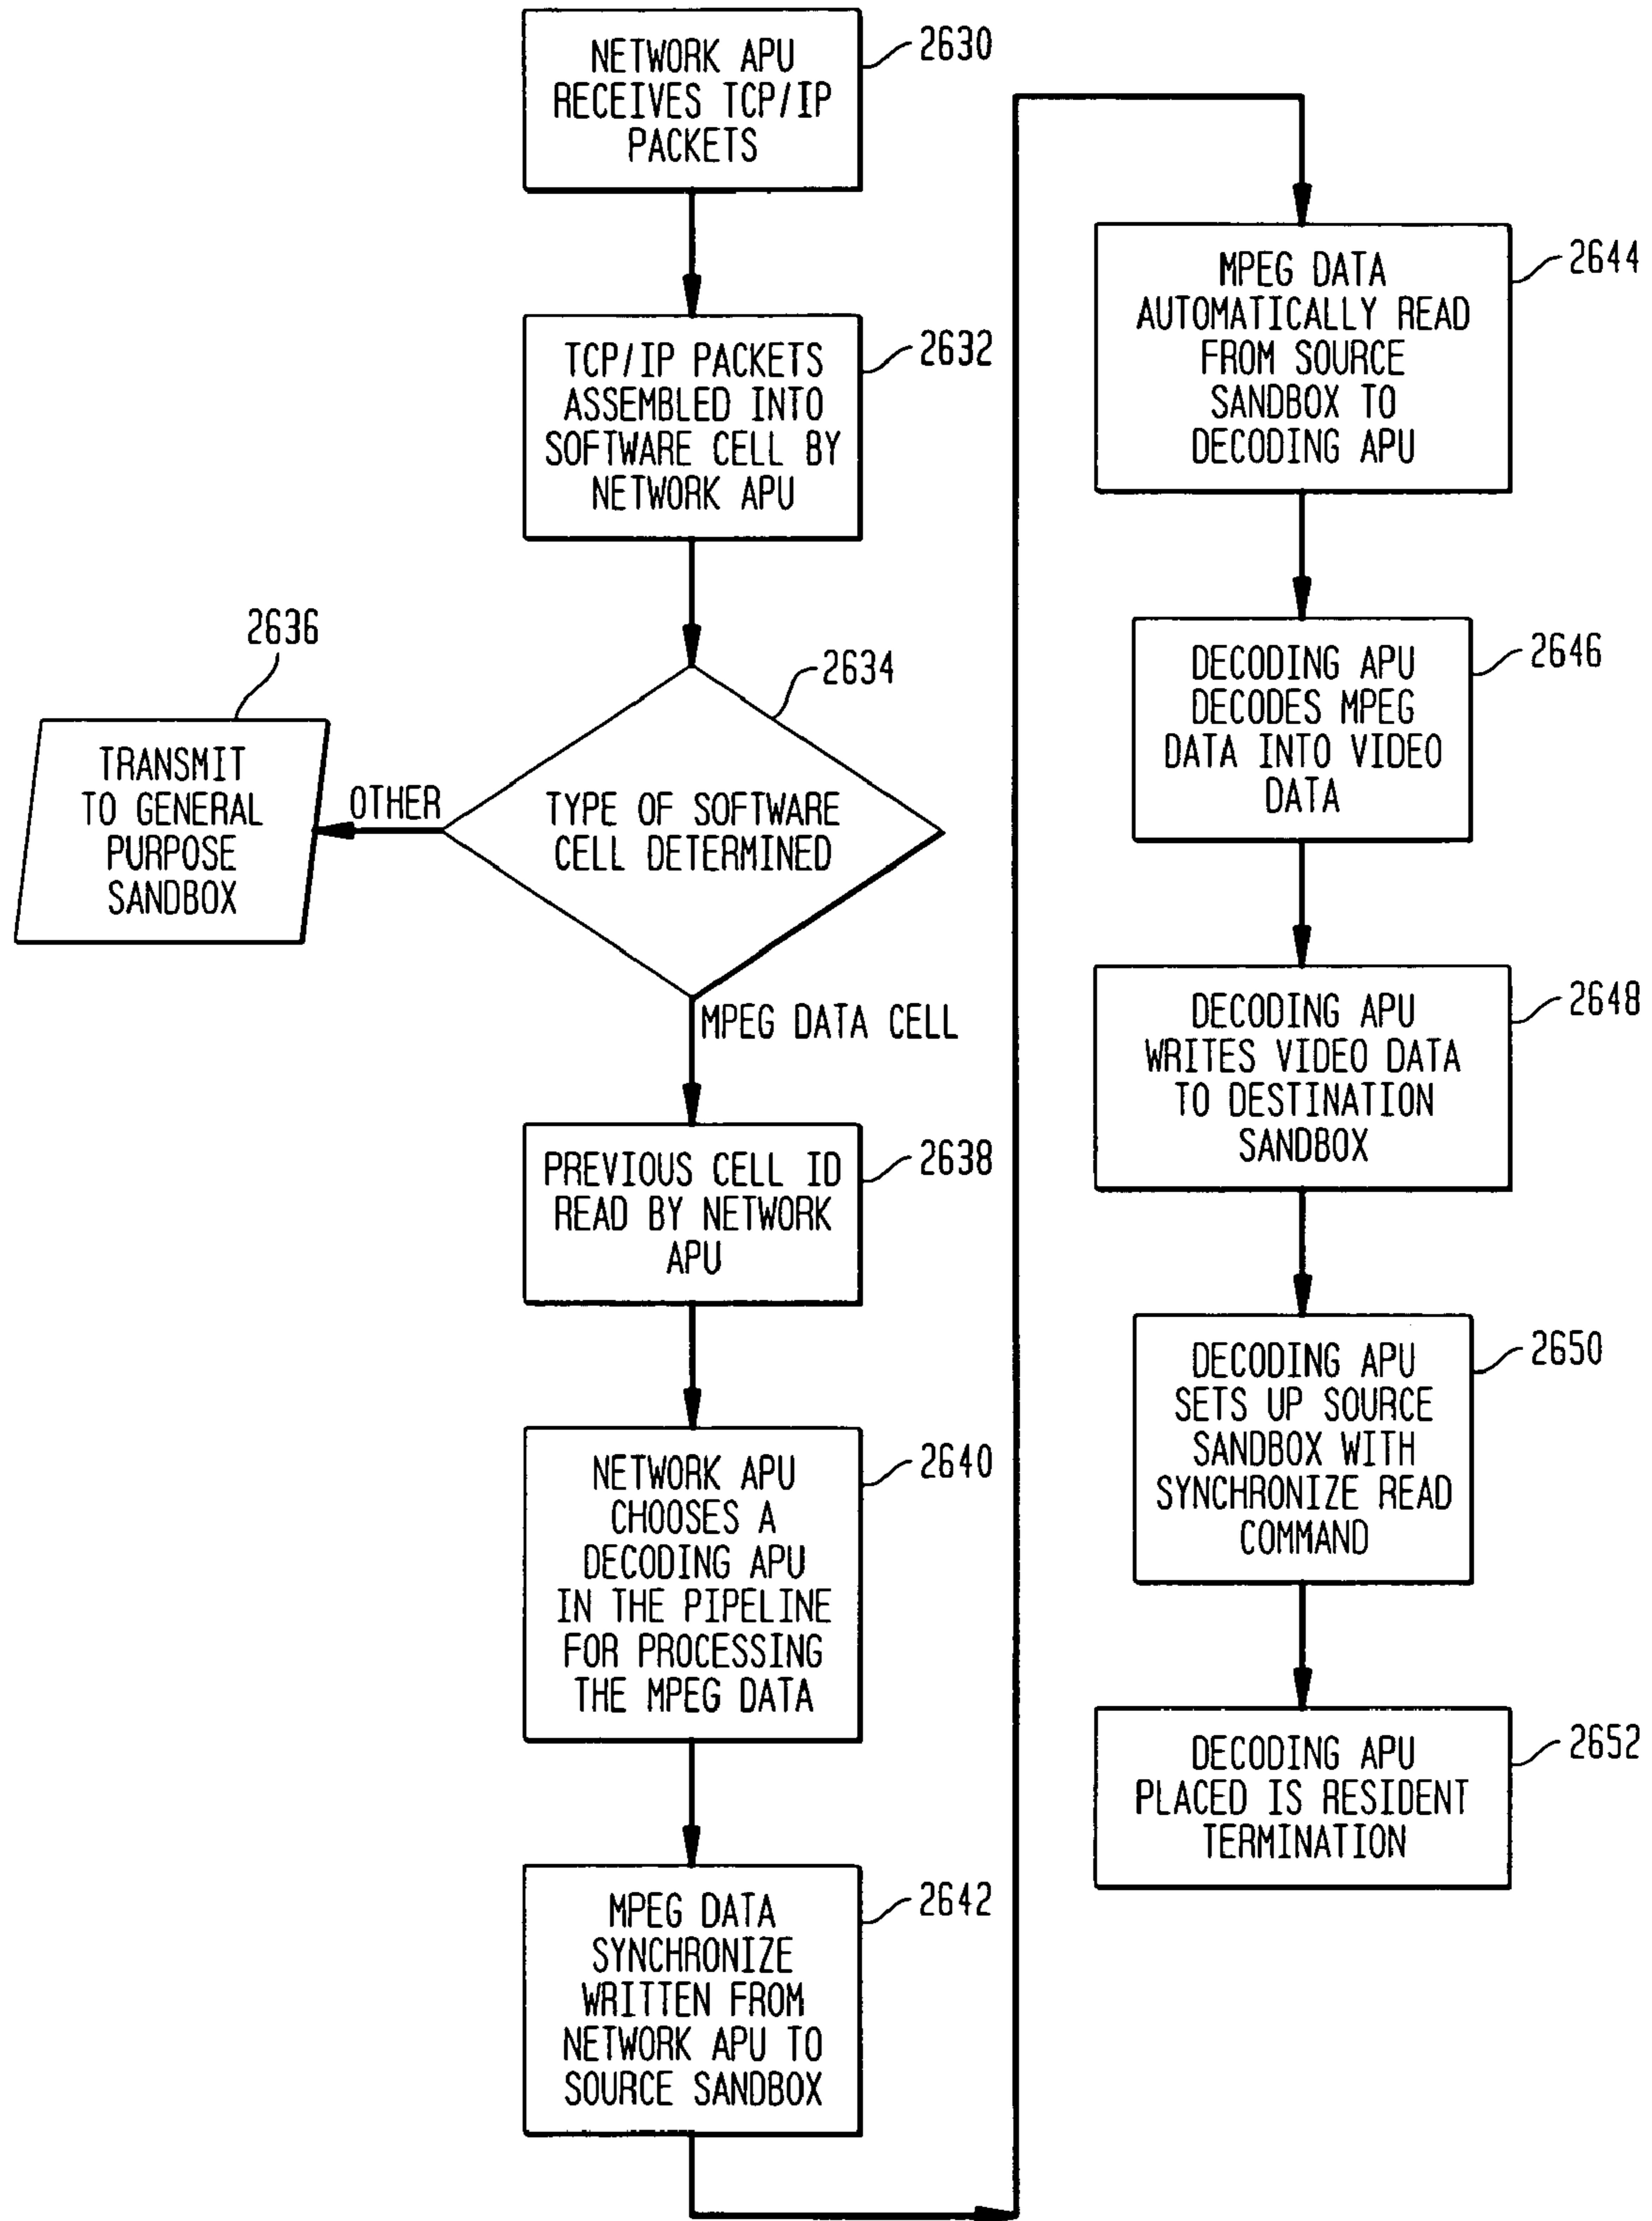 NETWORK APU
RECEIVES TCP/IP
PACKETS
2630
TCP/IP PACKETS
ASSEMBLED INTO
SOFTWARE CELL BY
NETWORK APU
2632
2634
TYPE OF SOFTWARE
CELL DETERMINED
OTHER
2636
TRANSMIT
TO GENERAL
PURPOSE
SANDBOX
MPEG DATA CELL
PREVIOUS CELL ID
READ BY NETWORK
APU
2638
NETWORK APU
CHOOSES A
DECODING APU
IN THE PIPELINE
FOR PROCESSING
THE MPEG DATA
2640
MPEG DATA
SYNCHRONIZE
WRITTEN FROM
NETWORK APU TO
SOURCE SANDBOX
2642
MPEG DATA
AUTOMATICALLY READ
FROM SOURCE
SANDBOX TO
DECODING APU
2644
DECODING APU
DECODES MPEG
DATA INTO VIDEO
DATA
2646
DECODING APU
WRITES VIDEO DATA
TO DESTINATION
SANDBOX
2648
DECODING APU
SETS UP SOURCE
SANDBOX WITH
SYNCHRONIZE READ
COMMAND
2650
DECODING APU
PLACED IS RESIDENT
TERMINATION
2652